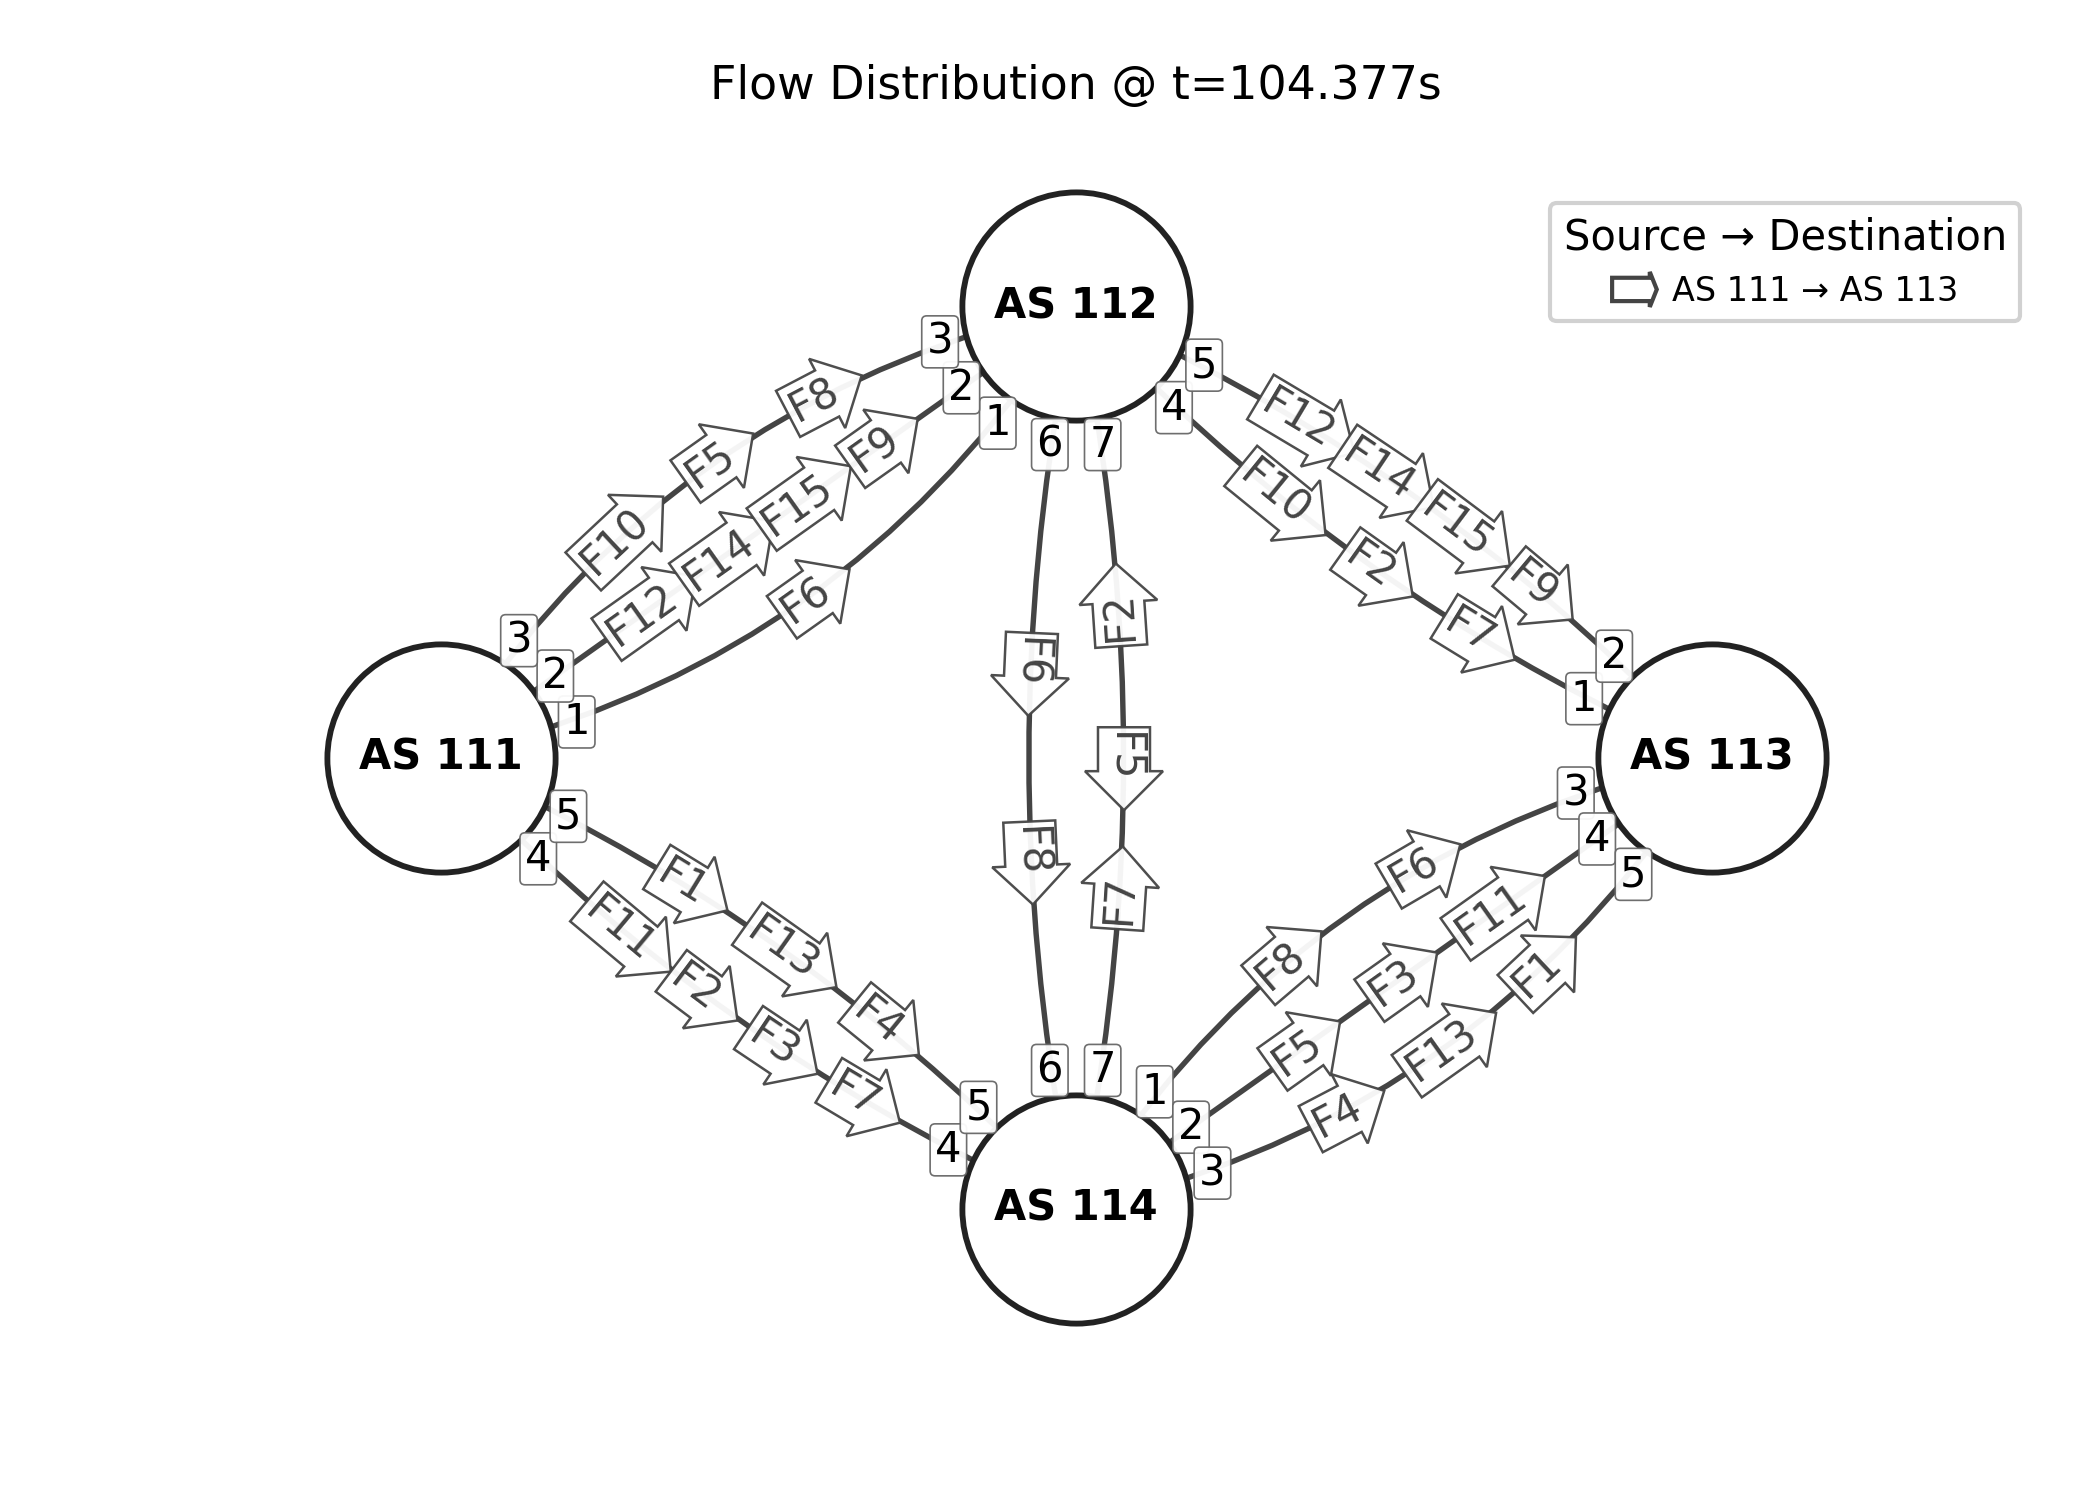 Flow Distribution @ t=104.377s
Source → Destination
AS 111 → AS 113
AS 112
3
2
1
6
7
4
5
F8
F5
F10
F9
F15
F14
F12
F6
F12
F14
F15
F9
F10
F2
F7
F6
F8
F2
F5
F7
3
2
1
AS 111
5
4
2
1
AS 113
3
4
5
F1
F13
F4
F11
F2
F3
F7
F6
F8
F11
F3
F5
F1
F13
F4
6
7
5
4
1
2
3
AS 114